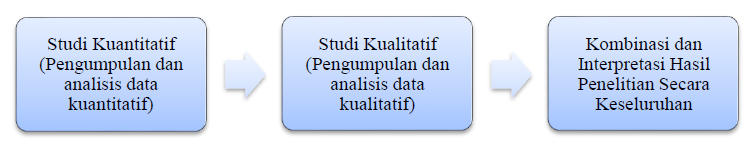 Studi Kuantitatif
(Pengumpulan dan
analisis data
kuantitatif)
Studi Kualitatif
(Pengumpulan dan
analisis data
kualitatif)
Kombinasi dan
Interpretasi Hasil
Penelitian Secara
Keseluruhan